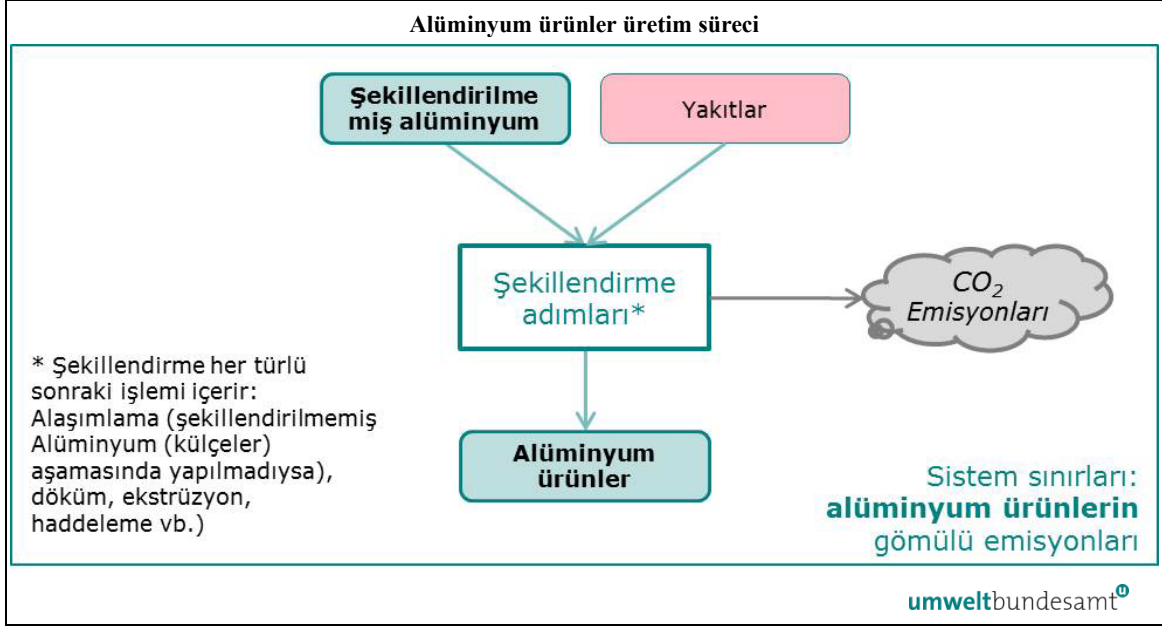 Alüminyum ürünler üretim süreci
Şekillendirilme
miş alüminyum
Yakıtlar
Şekillendirme
adımları*
CO2
Emisyonları
* Şekillendirme her türlü
sonraki işlemi içerir:
Alaşımlama (şekillendirilmemiş
Alüminyum (külçeler)
aşamasında yapılmadıysa),
döküm, ekstrüzyon,
haddeleme vb.)
Alüminyum
ürünler
Sistem sınırları:
alüminyum ürünlerin
gömülü emisyonları
umweltbundesamt